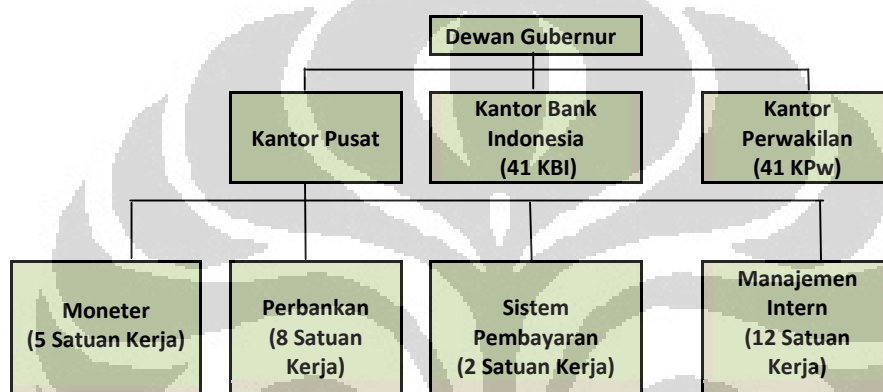 Dewan Gubernur
Kantor Pusat
Kantor Bank
Indonesia
(41 KBI)
Kantor
Perwakilan
(41 KPw)
Moneter
(5 Satuan Kerja)
Perbankan
(8 Satuan
Kerja)
Sistem
Pembayaran
(2 Satuan Kerja)
Manajemen
Intern
(12 Satuan
Kerja)